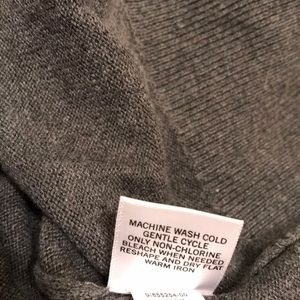 MACHINE WASH COLD
GENTLE CYCLE
ONLY NON-CHLORINE
BLEACH WHEN NEEDED
RESHAPE AND DRY FLAT
WARM IRON